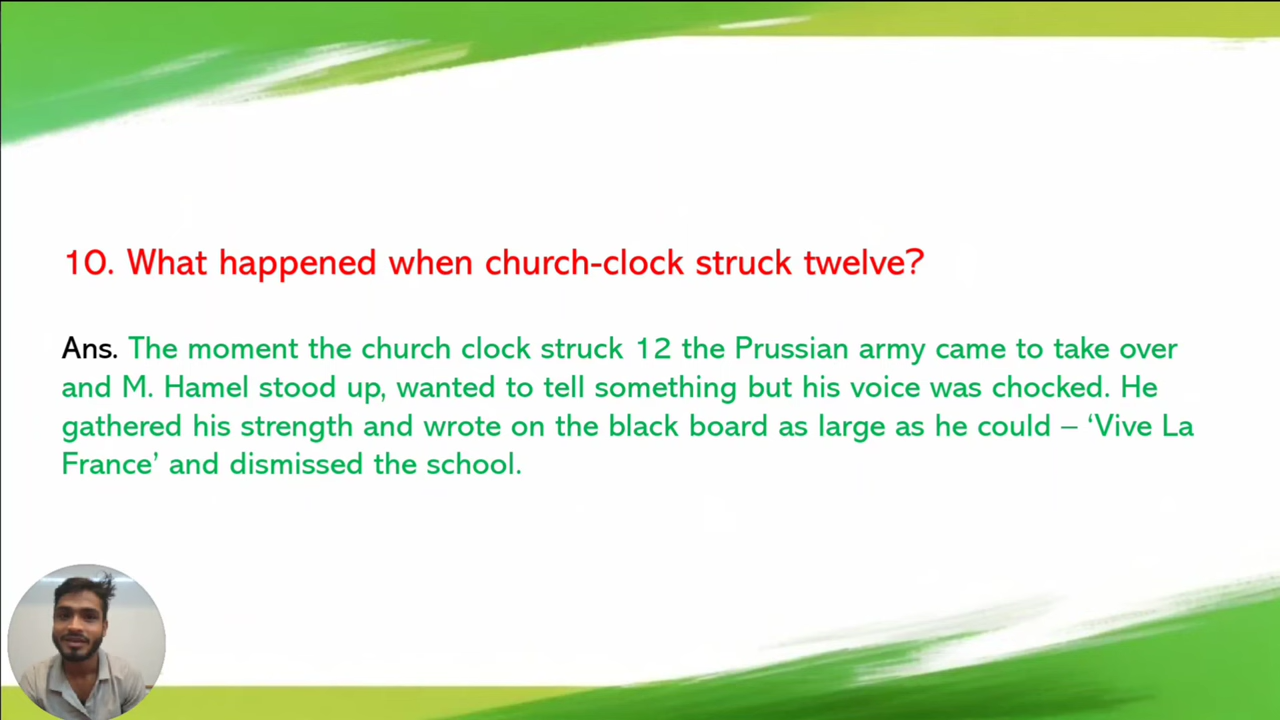 10. What happened when church-clock struck twelve?
Ans. The moment the church clock struck 12 the Prussian army came to take over
and M. Hamel stood up, wanted to tell something but his voice was chocked. He
gathered his strength and wrote on the black board as large as he could – ‘Vive La
France’ and dismissed the school.